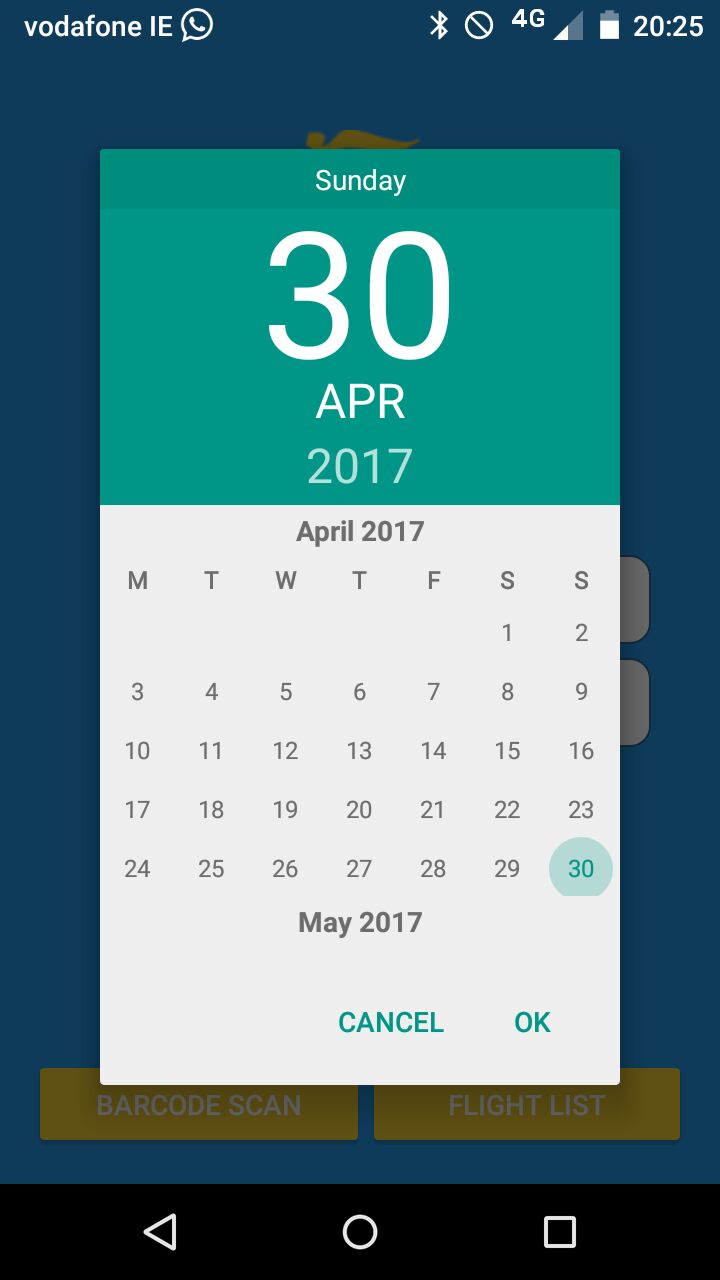 vodafone IE 4G 20:25
Sunday
30
APR
2017
April 2017
M T W T F S S
1 2
3 4 5 6 7 8 9
10 11 12 13 14 15 16
17 18 19 20 21 22 23
24 25 26 27 28 29 30
May 2017
CANCEL OK
BARCODE SCAN FLIGHT LIST